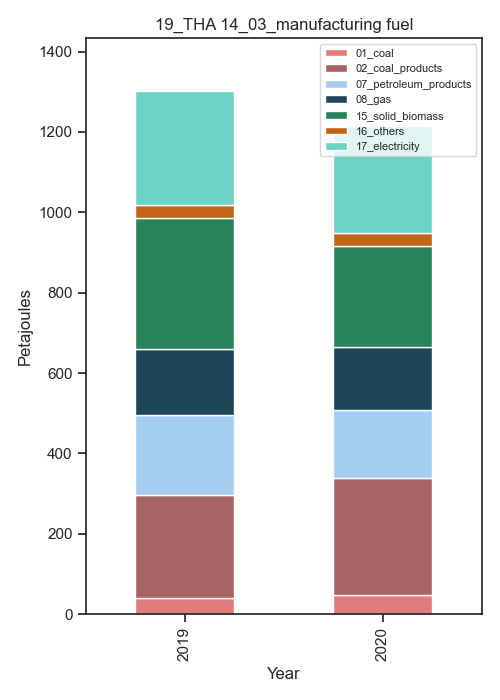 19_THA 14_03_manufacturing fuel
1400
1200
1000
800
600
400
200
0
Petajoules
01_coal
02_coal_products
07_petroleum_products
08_gas
15_solid_biomass
16_others
17_electricity
2019
2020
Year